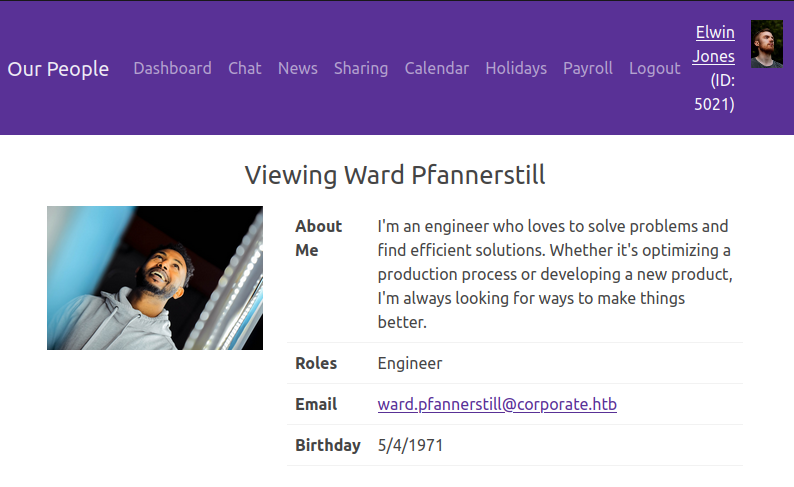 Our People Dashboard Chat News Sharing Calendar Holidays Payroll Logout
Elwin
Jones
(ID:
5021)
Viewing Ward Pfannerstill
About
Me
I'm an engineer who loves to solve problems and
find efficient solutions. Whether it's optimizing a
production process or developing a new product,
I'm always looking for ways to make things
better.
Roles Engineer
Email ward.pfannerstill@corporate.htb
Birthday 5/4/1971